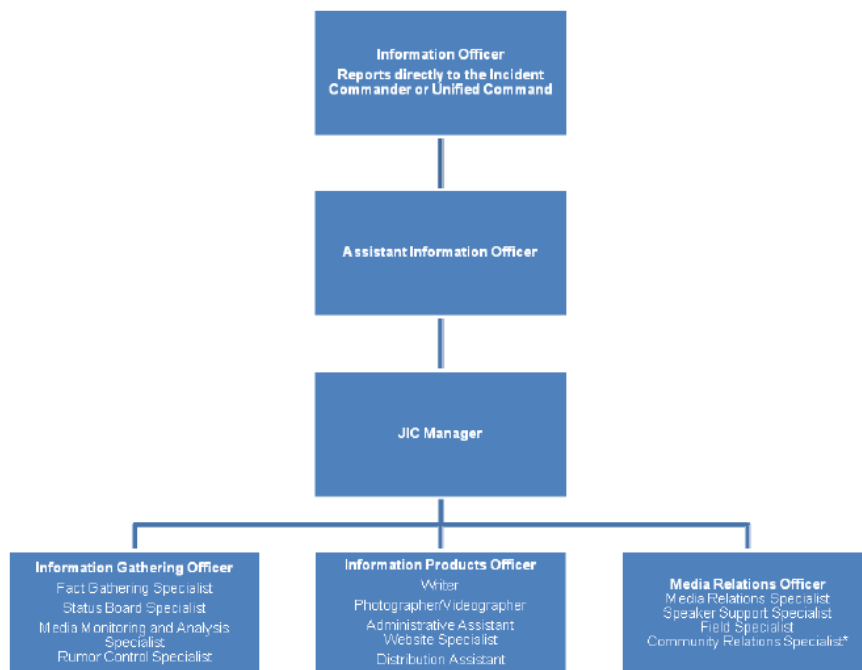 Information Officer
Reports directly to the Incident
Commander or Unified Command
Assistant Information Officer
JIC Manager
Information Gathering Officer
Fact Gathering Specialist
Status Board Specialist
Media Monitoring and Analysis
Specialist
Rumor Control Specialist
Information Products Officer
Writer
Photographer/Videographer
Administrative Assistant
Website Specialist
Distribution Assistant
Media Relations Officer
Media Relations Specialist
Speaker Support Specialist
Field Specialist
Community Relations Specialist*